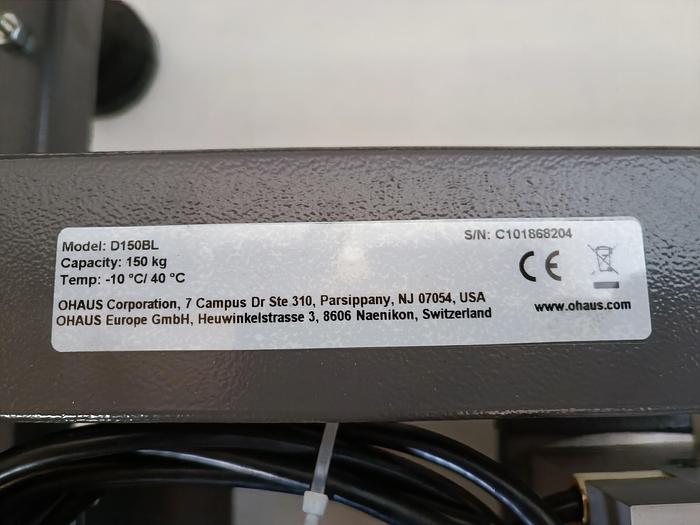 Model: D150BL
S/N: C101868204
Capacity: 150 kg
Temp: -10 °C/ 40 °C
CE
OHAUS Corporation, 7 Campus Dr Ste 310, Parsippany, NJ 07054, USA
www.ohaus.com
OHAUS Europe GmbH, Heuwinkelstrasse 3, 8606 Naenikon, Switzerland